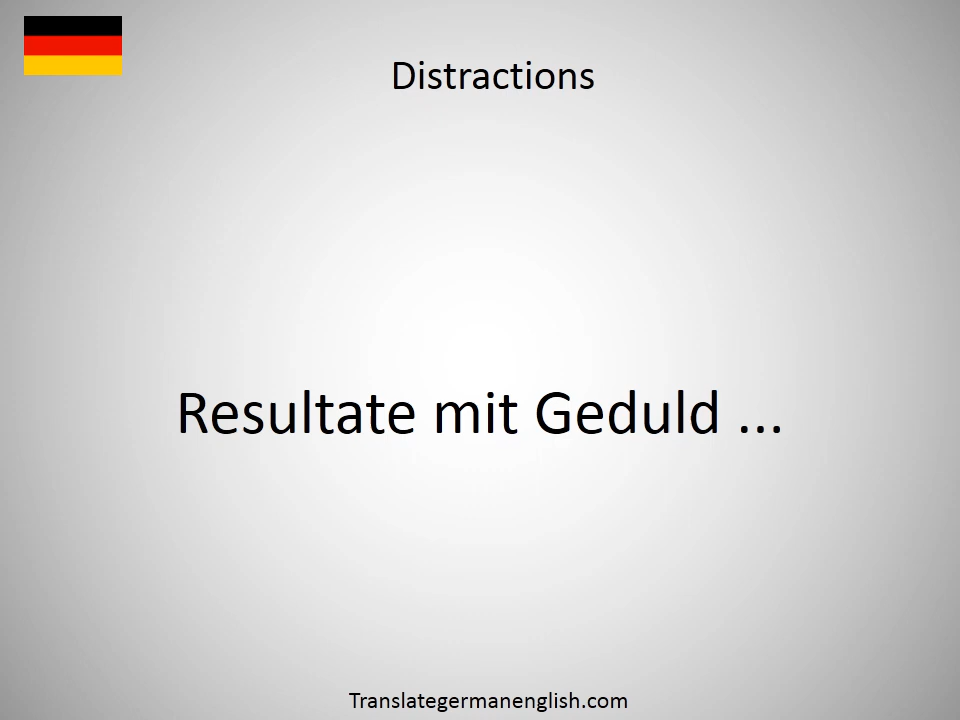 Distractions
Resultate mit Geduld ...
Translategermanenglish.com